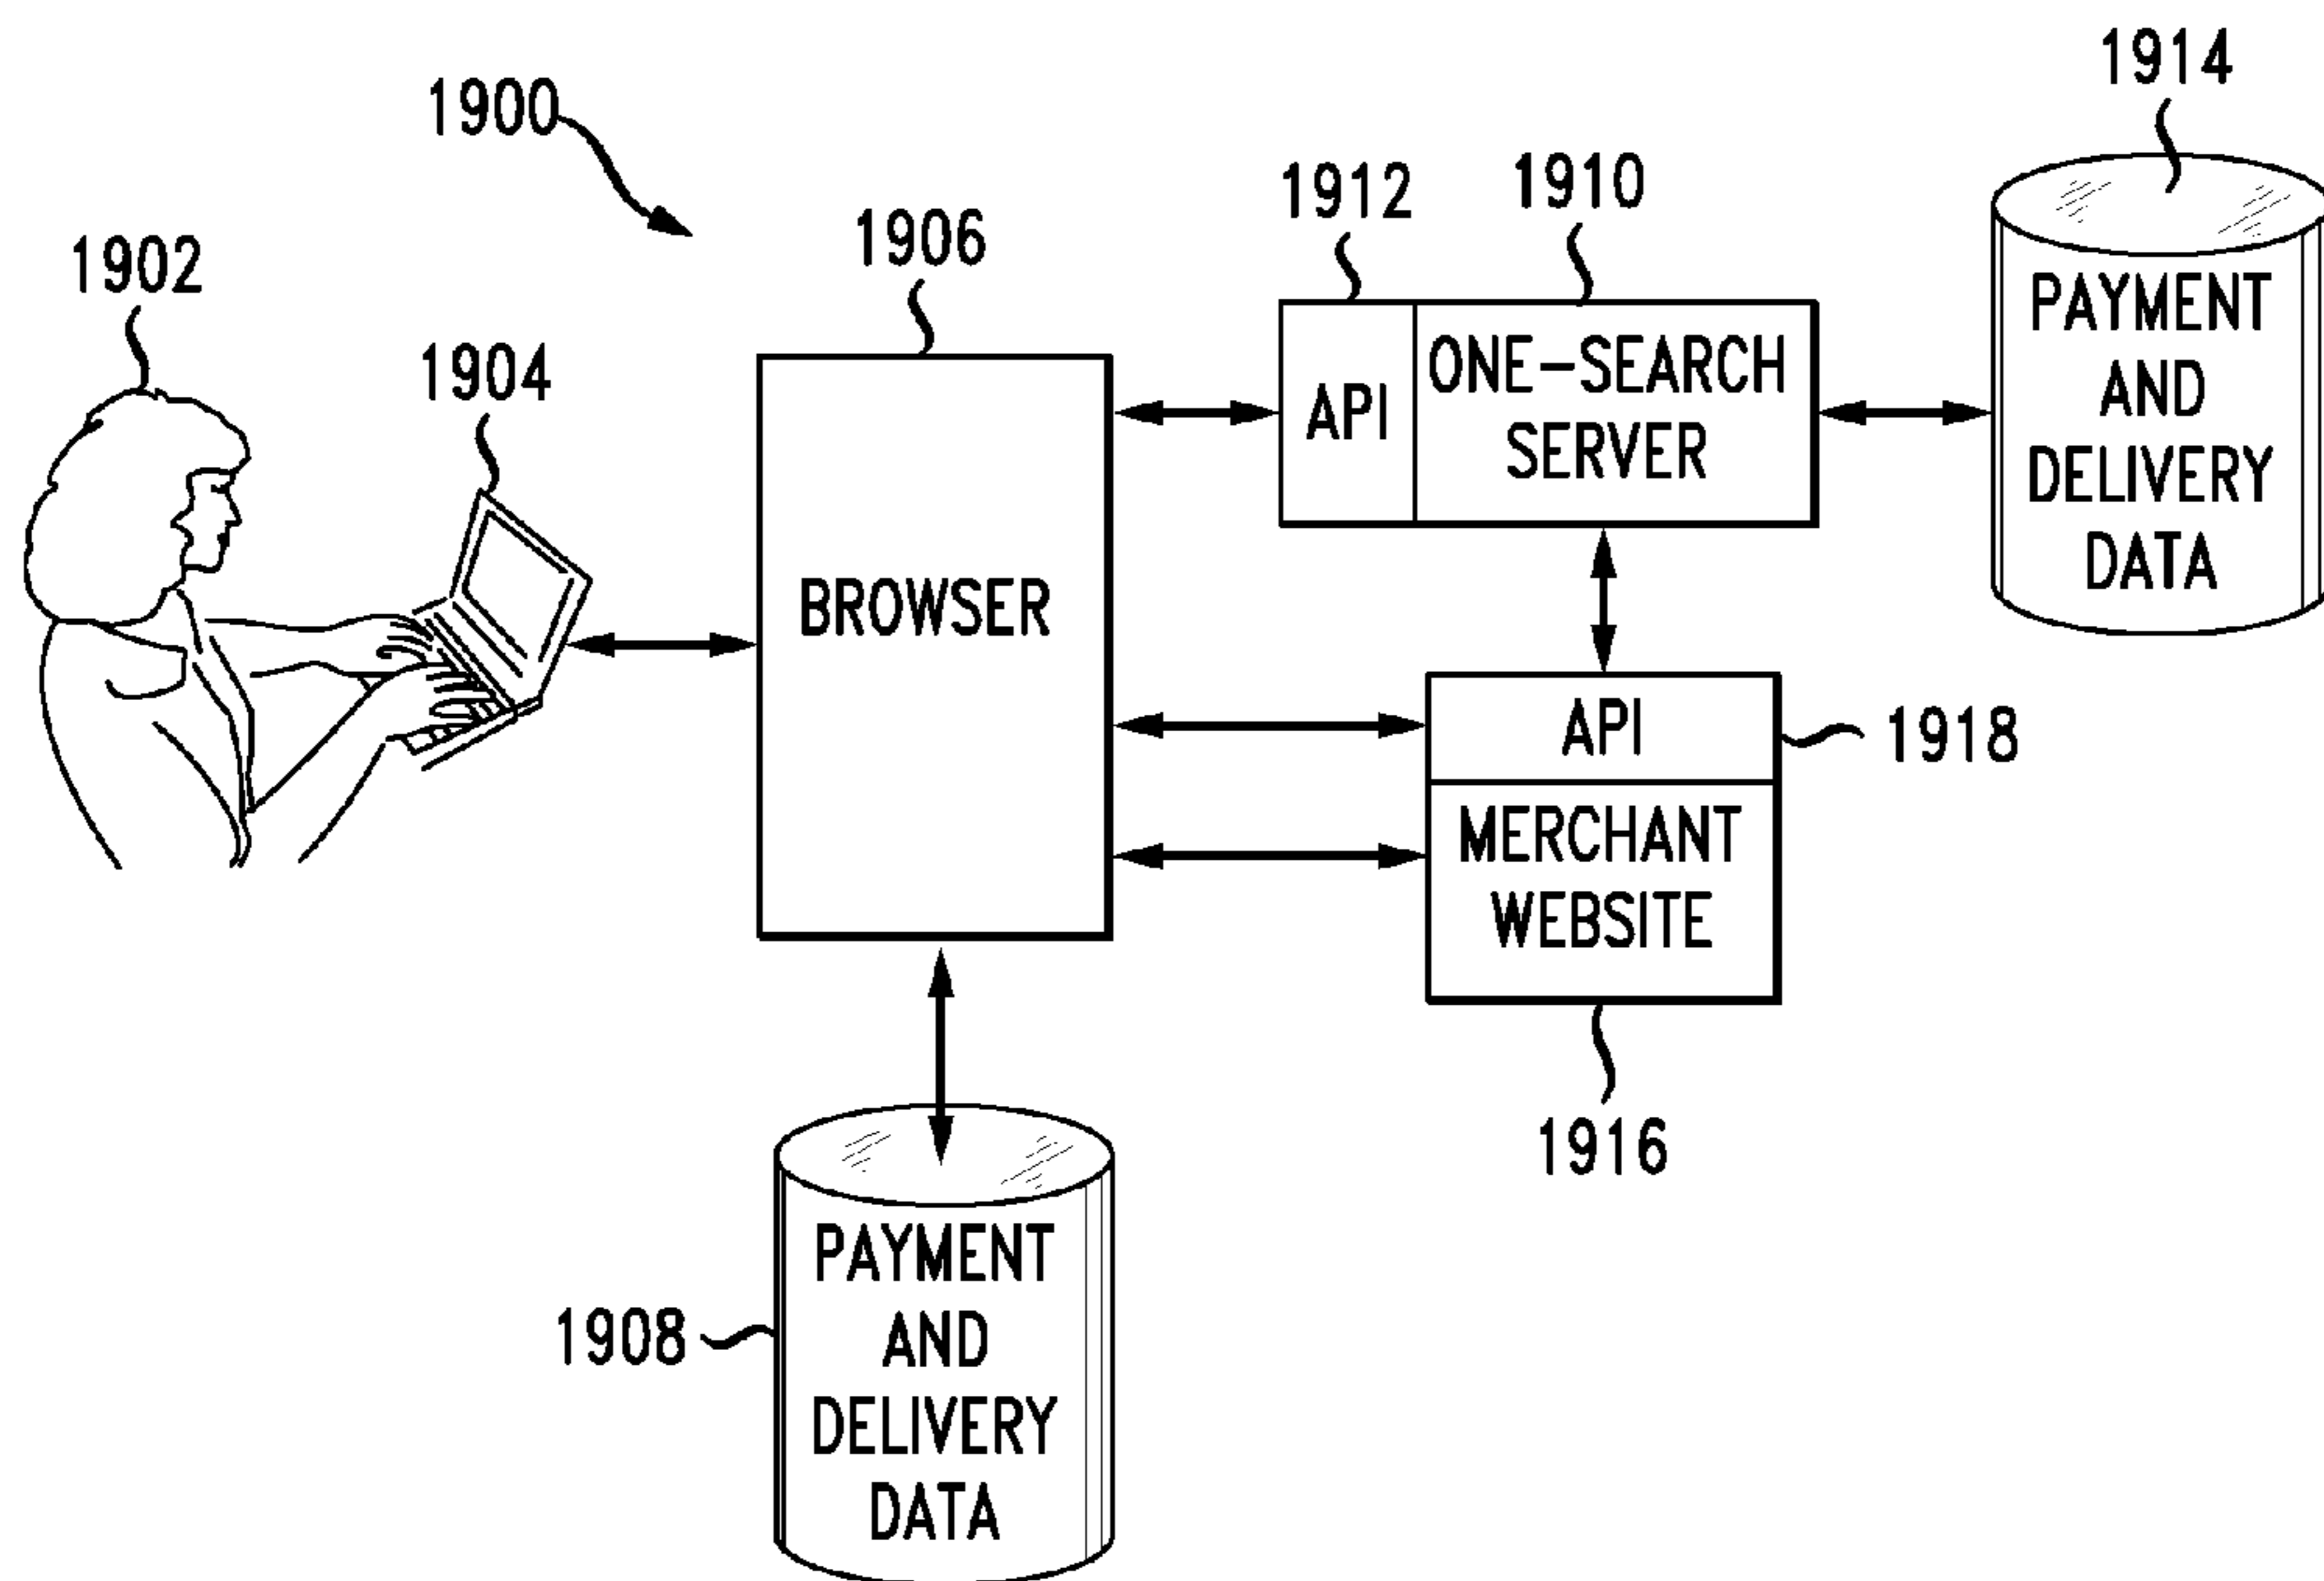 1900
1902
1904
1906
BROWSER
1912
1910
API
ONE-SEARCH
SERVER
1914
PAYMENT
AND
DELIVERY
DATA
API
1918
MERCHANT
WEBSITE
1916
1908
PAYMENT
AND
DELIVERY
DATA